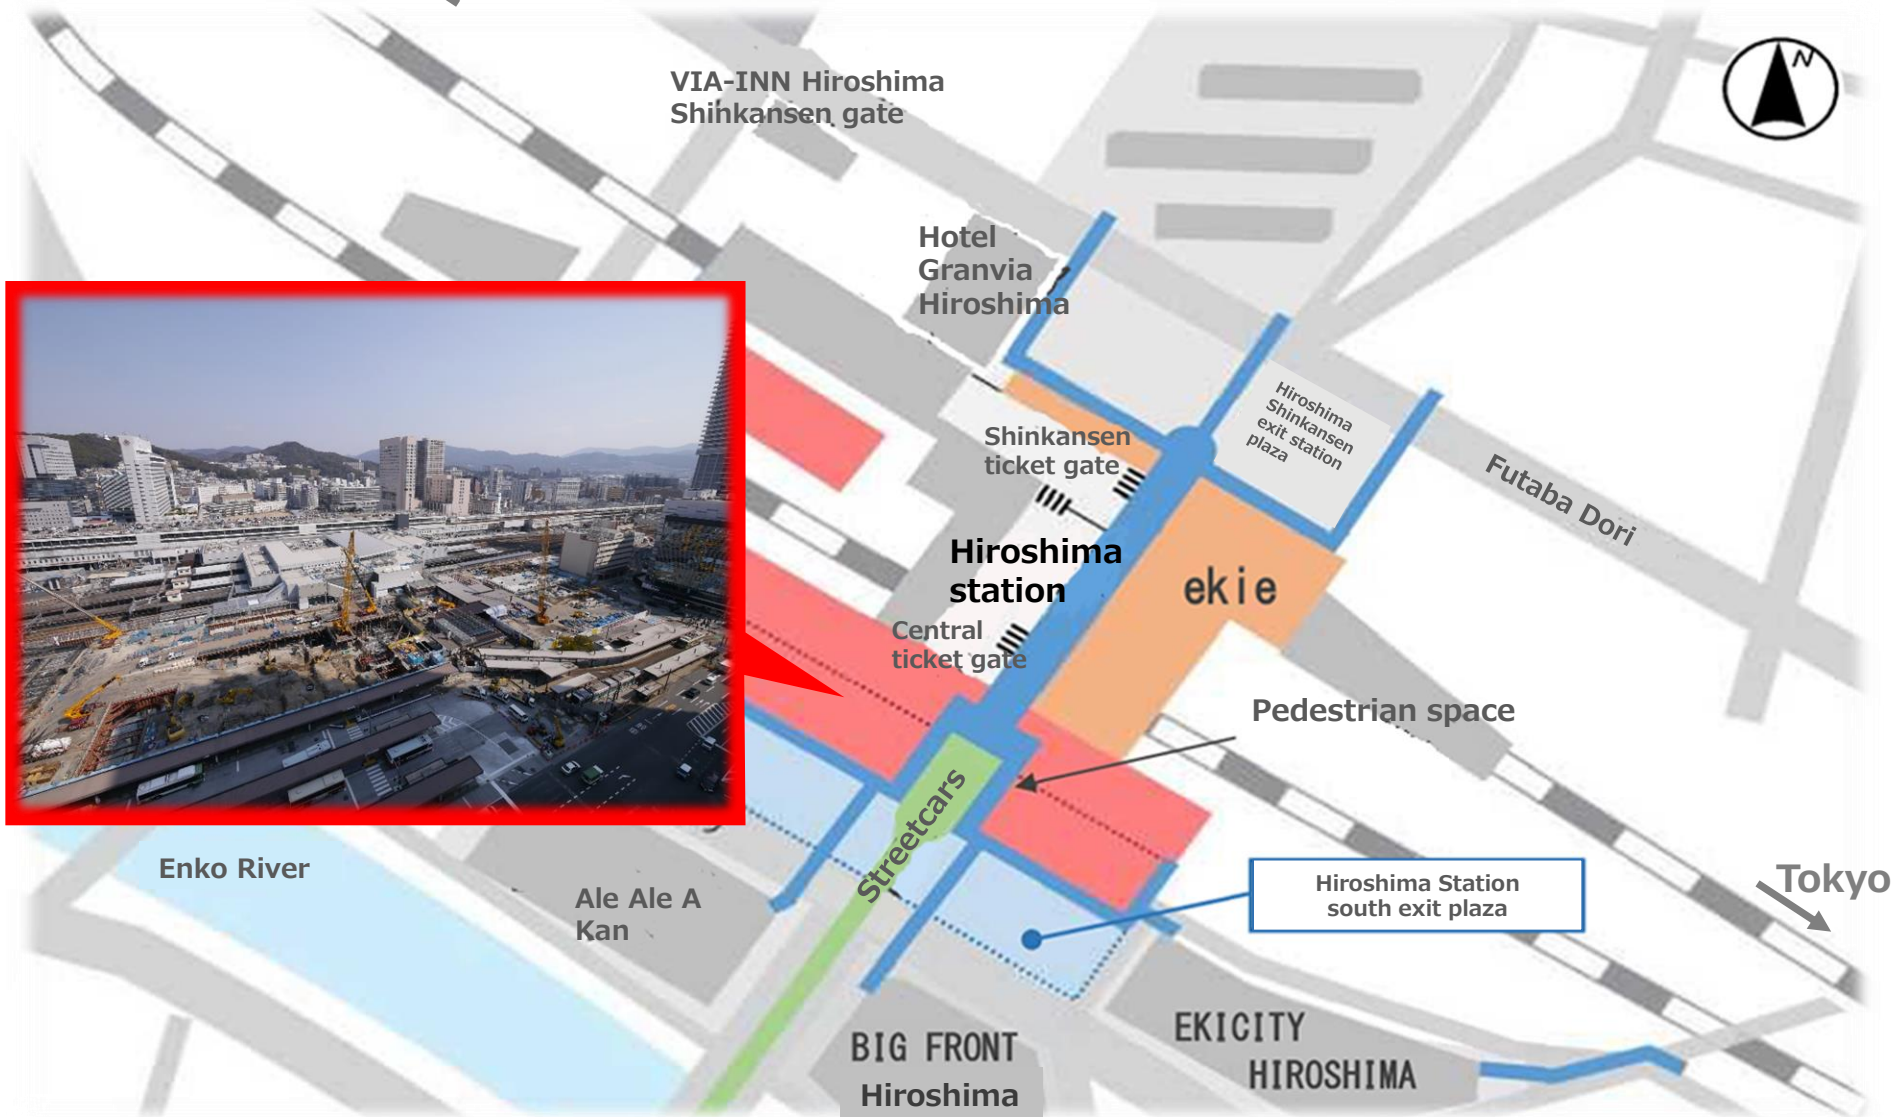 N
VIA-INN Hiroshima
Shinkansen gate
Hotel
Granvia
Hiroshima
Hiroshima
Shinkansen
exit station
plaza
Shinkansen
ticket gate
Futaba Dori
Hiroshima
station
ekie
Central
ticket gate
Pedestrian space
Streetcars
Enko River
Ale Ale A
Kan
Hiroshima Station
south exit plaza
Tokyo
BIG FRONT
Hiroshima
EKICITY
HIROSHIMA